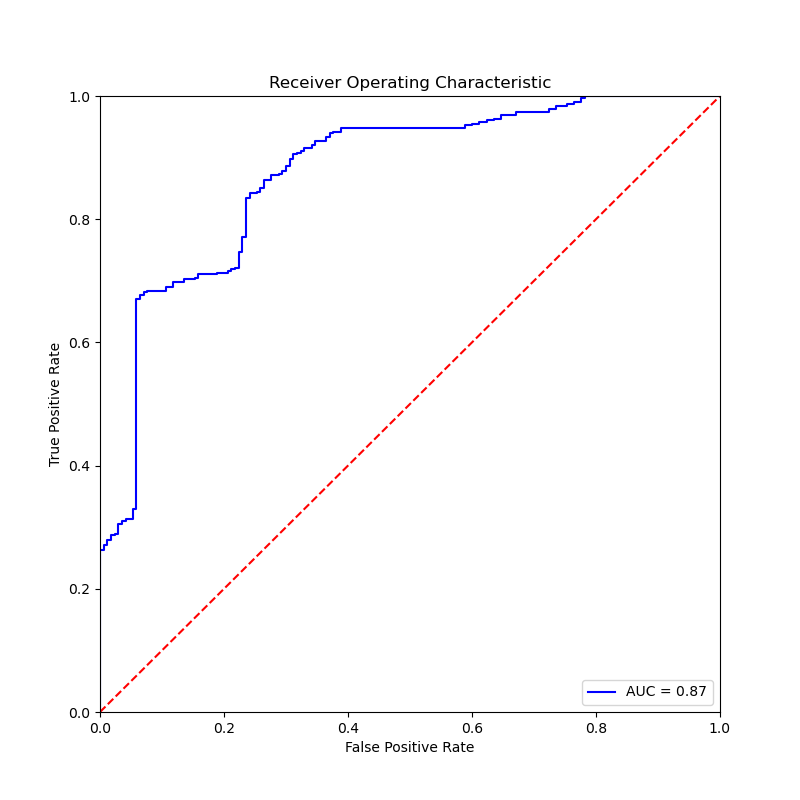 Receiver Operating Characteristic
True Positive Rate
1.0
0.8
0.6
0.4
0.2
0.0
AUC = 0.87
0.0 0.2 0.4 0.6 0.8 1.0
False Positive Rate